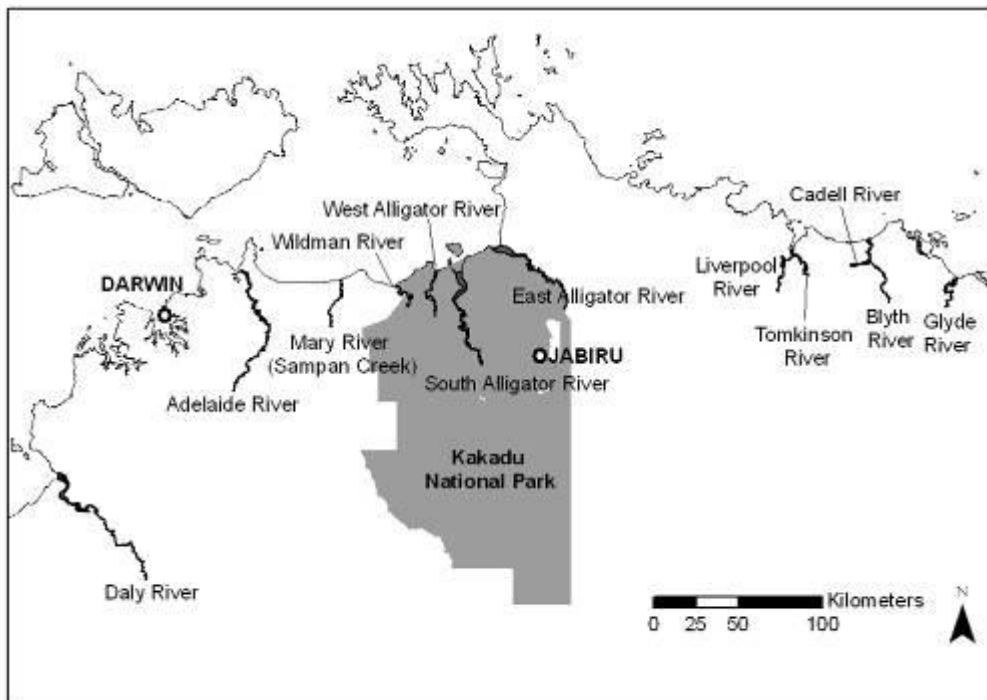 Cadell River
West Alligator River
Wildman River
DARWIN
Liverpool
River
East Alligator River
Blyth
River
Glyde
River
Tomkinson
River
Mary River
(Sampan Creek)
JABIRU
South Alligator River
Adelaide River
Kakadu
National Park
Daly River
Kilometers
0 25 50 100
N